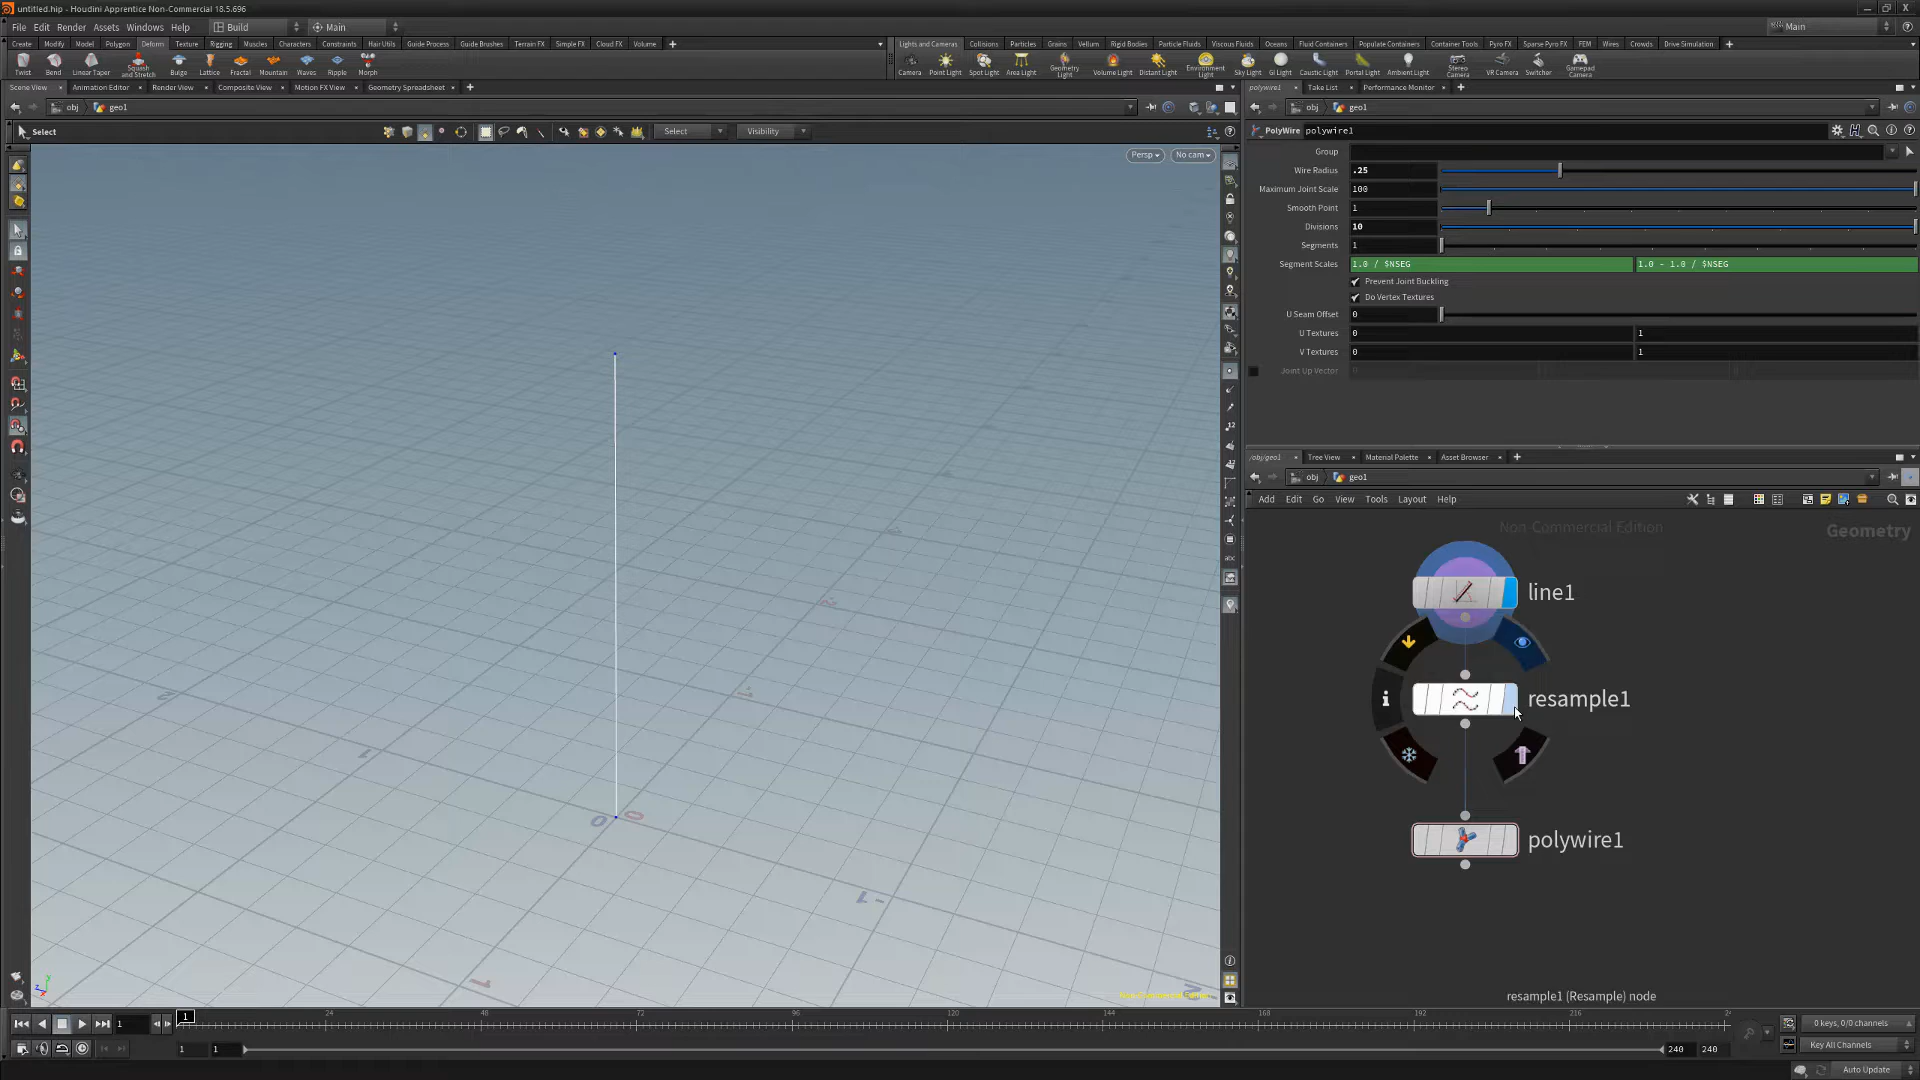 untitled.hip - Houdini Apprentice Non-Commercial 18.5.696
File Edit Render Assets Windows Help Build Main Main
Create Modify Model Polygon Deform Texture Rigging Muscles Characters Constraints Hair Utils Guide Process Guide Brushes Terrain FX Simple FX Cloud FX Volume
Lights and Cameras Collisions Particles Grains Vellum Rigid Bodies Particle Fluids Viscous Fluids Oceans Fluid Containers Populate Containers Container Tools Pyro FX Sparse Pyro FX FEM Wires Crowds Drive Simulation
Twist Bend Linear Taper Squash and Stretch Bulge Lattice Fractal Mountain Waves Ripple Morph
Camera Point Light Spot Light Area Light Geometry Light Volume Light Distant Light Environment Light Sky Light GI Light Caustic Light Portal Light Ambient Light Stereo Camera VR Camera Switcher Gamepad Camera
Scene View Animation Editor Render View Composite View Motion FX View Geometry Spreadsheet
polywire1 Take List Performance Monitor
obj geo1
obj geo1
Select Select Visibility
PolyWire polywire1
Persp No cam
Group
Wire Radius .25
Maximum Joint Scale 100
Smooth Point 1
Divisions 10
Segments 1
Segment Scales 1.0 / $NSEG 1.0 - 1.0 / $NSEG
Prevent Joint Buckling
Do Vertex Textures
U Seam Offset 0
U Textures 0 1
V Textures 0 1
Joint Up Vector
/obj/geo1 Tree View Material Palette Asset Browser
obj geo1
Add Edit Go View Tools Layout Help
Non-Commercial Edition
Geometry
line1
resample1
polywire1
resample1 (Resample) node
0 0
Non-Commercial Edition
1 1 24 48 72 96 120 144 168 192 216
0 keys, 0/0 channels
1 1 240 240
Key All Channels
Auto Update